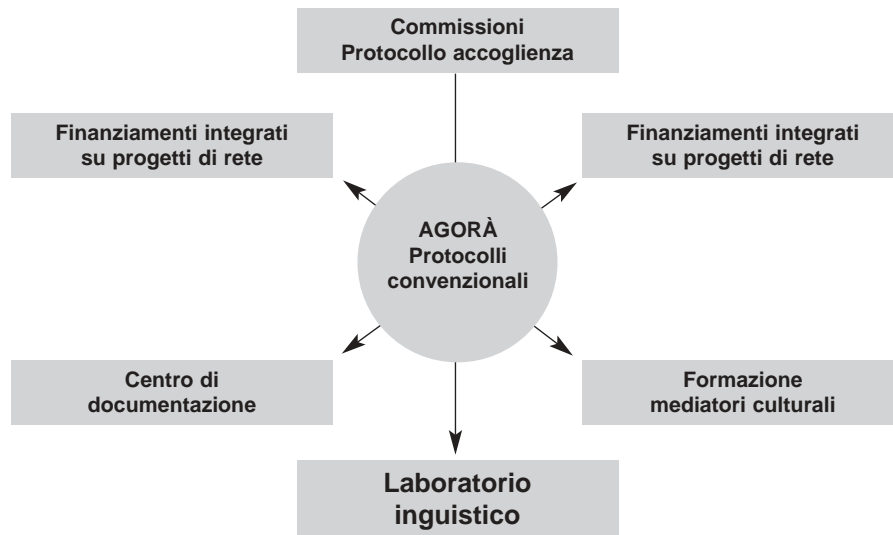 Commissioni
Protocollo accoglienza
Finanziamenti integrati
su progetti di rete
Finanziamenti integrati
su progetti di rete
AGORÀ
Protocolli
convenzionali
Centro di
documentazione
Formazione
mediatori culturali
Laboratorio
inguistico